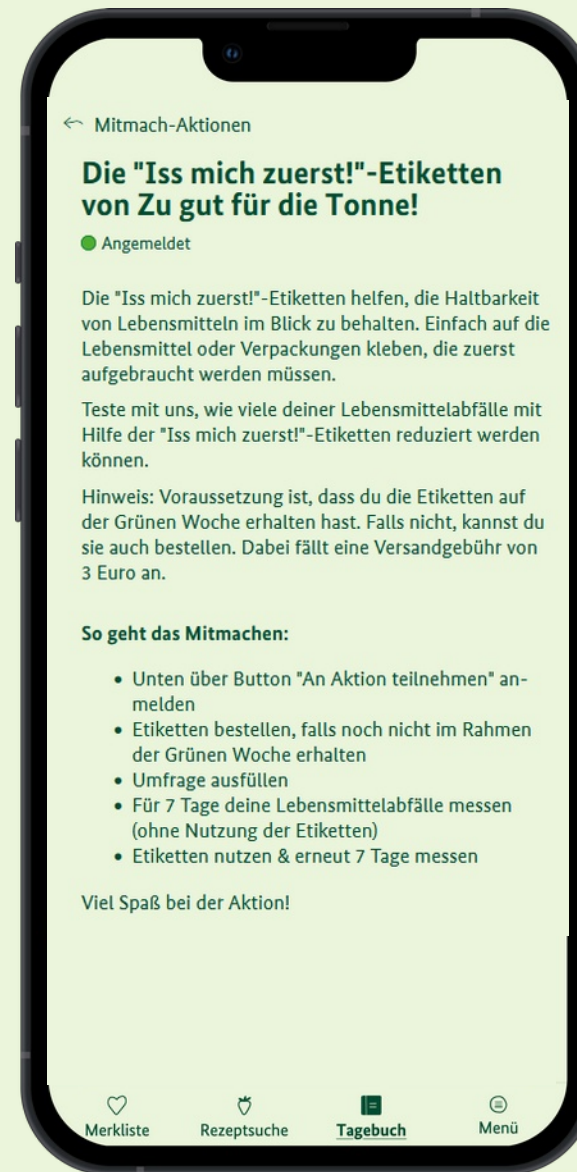 Mitmach-Aktionen
Die "Iss mich zuerst!"-Etiketten
von Zu gut für die Tonne!
Angemeldet
Die "Iss mich zuerst!"-Etiketten helfen, die Haltbarkeit
von Lebensmitteln im Blick zu behalten. Einfach auf die
Lebensmittel oder Verpackungen kleben, die zuerst
aufgebraucht werden müssen.
Teste mit uns, wie viele deiner Lebensmittelabfälle mit
Hilfe der "Iss mich zuerst!"-Etiketten reduziert werden
können.
Hinweis: Voraussetzung ist, dass du die Etiketten auf
der Grünen Woche erhalten hast. Falls nicht, kannst du
sie auch bestellen. Dabei fällt eine Versandgebühr von
3 Euro an.
So geht das Mitmachen:
• Unten über Button "An Aktion teilnehmen" an-
melden
• Etiketten bestellen, falls noch nicht im Rahmen
der Grünen Woche erhalten
• Umfrage ausfüllen
• Für 7 Tage deine Lebensmittelabfälle messen
(ohne Nutzung der Etiketten)
• Etiketten nutzen & erneut 7 Tage messen
Viel Spaß bei der Aktion!
Merkliste Rezeptsuche Tagebuch Menü